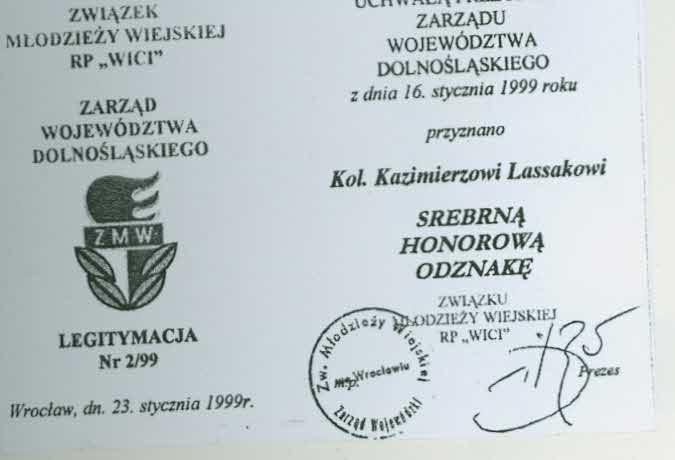 ZWIĄZEK
MŁODZIEŻY WIEJSKIEJ
RP „WICI”
ZARZĄD
WOJEWÓDZTWA
DOLNOŚLĄSKIEGO
ZMW
LEGITYMACJA
Nr 2/99
Wrocław, dn. 23. stycznia 1999r.
UCHWAŁĄ
ZARZĄDU
WOJEWÓDZTWA
DOLNOŚLĄSKIEGO
z dnia 16. stycznia 1999 roku
przyznano
Kol. Kazimierzowi Lassakowi
SREBRNĄ
HONOROWĄ
ODZNAKĘ
ZWIĄZKU
MŁODZIEŻY WIEJSKIEJ
RP „WICI”
Prezes
Zw. Młodzieży Wiejskiej
we Wrocławiu
Zarząd Wojewódzki